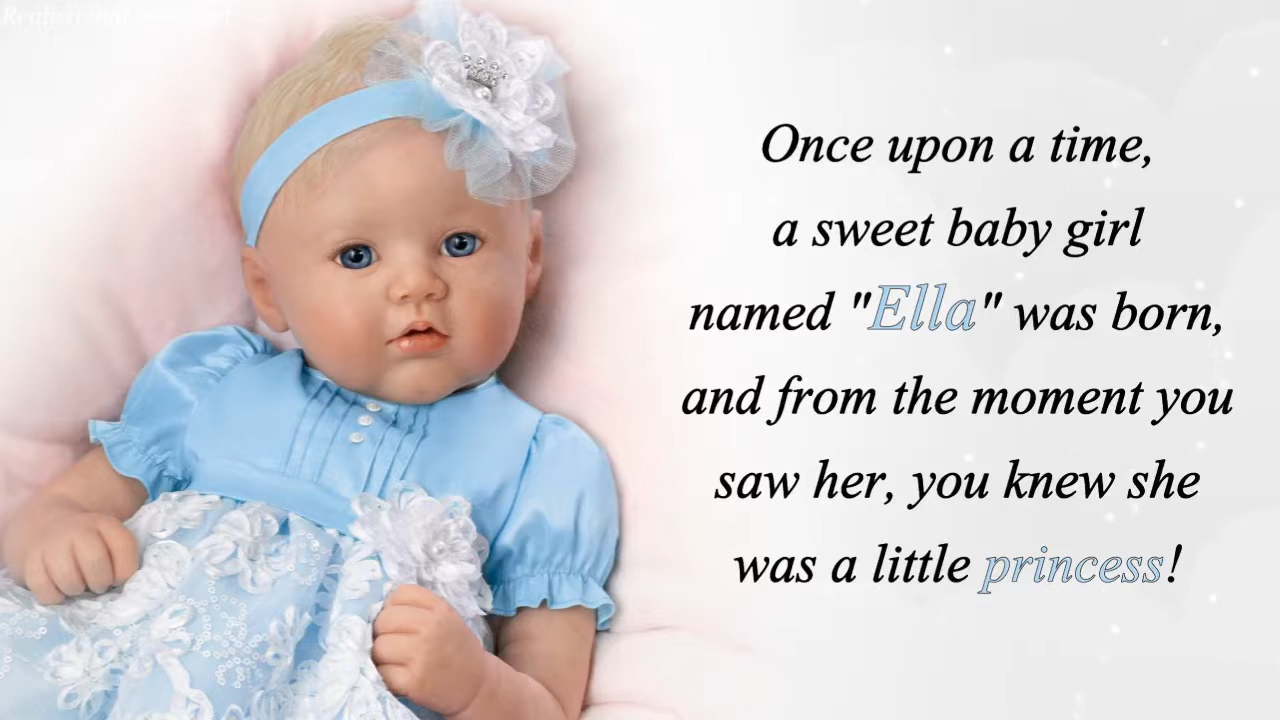 Once upon a time,
a sweet baby girl
named "Ella" was born,
and from the moment you
saw her, you knew she
was a little princess!